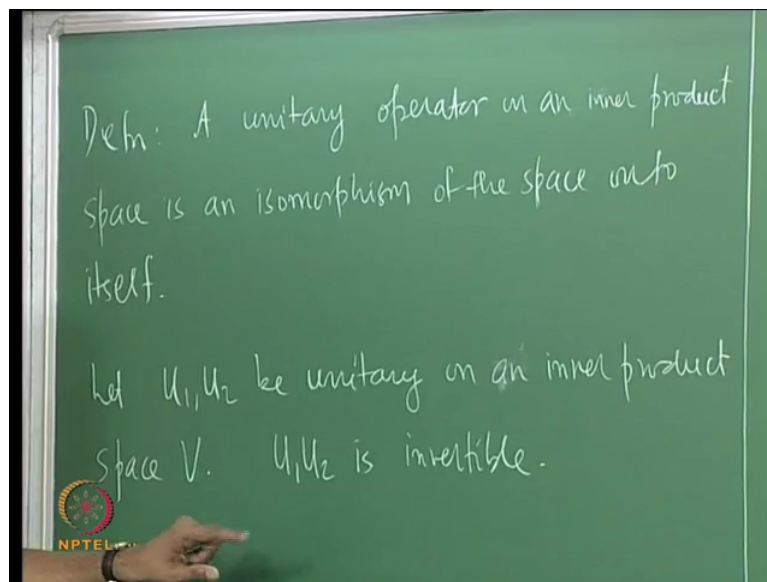 Defn: A unitary operator on an inner product
space is an isomorphism of the space onto
itself.
Let U1, U2 be unitary on an inner product
space V. U1U2 is invertible.
NPTEL